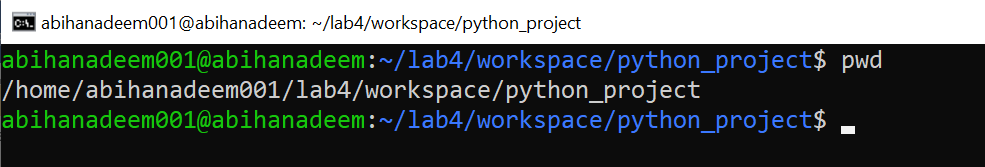 abihanadeem001@abihanadeem: ~/lab4/workspace/python_project
abihanadeem001@abihanadeem:~/lab4/workspace/python_project$ pwd
/home/abihanadeem001/lab4/workspace/python_project
abihanadeem001@abihanadeem:~/lab4/workspace/python_project$